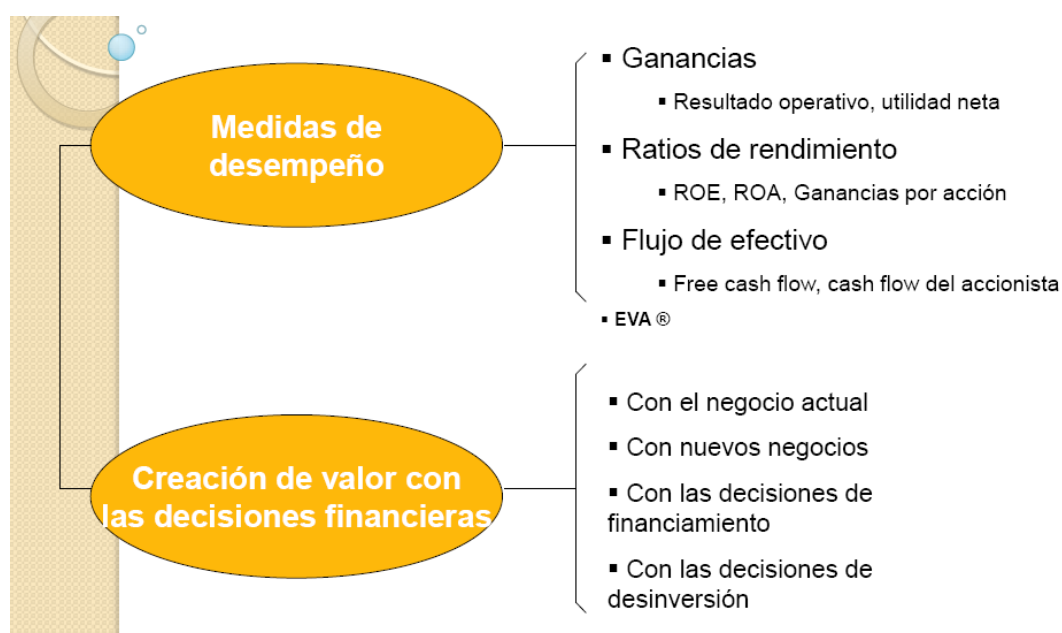 Medidas de
desempeño
▪ Ganancias
▪ Resultado operativo, utilidad neta
▪ Ratios de rendimiento
▪ ROE, ROA, Ganancias por acción
▪ Flujo de efectivo
▪ Free cash flow, cash flow del accionista
▪ EVA ®
Creación de valor con
las decisiones financieras
▪ Con el negocio actual
▪ Con nuevos negocios
▪ Con las decisiones de
financiamiento
▪ Con las decisiones de
desinversión